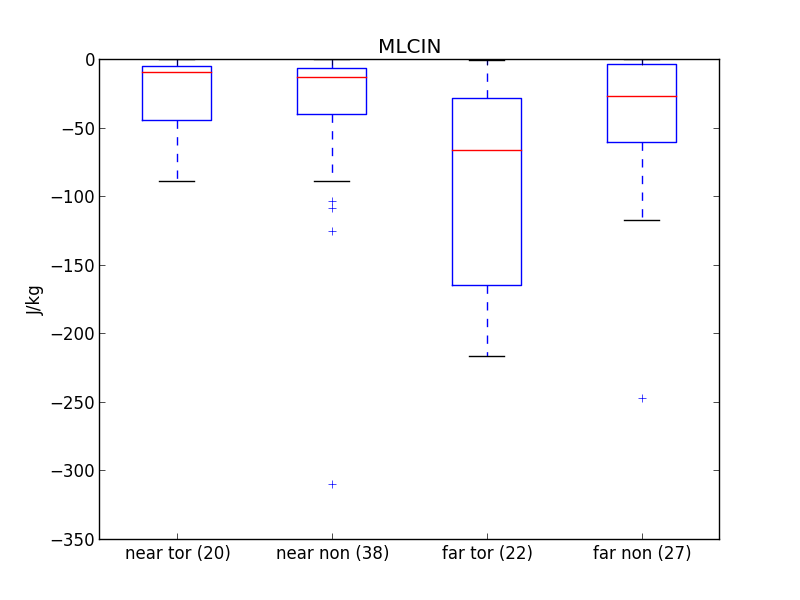 MLCIN
0
−50
−100
−150
−200
−250
−300
−350
J/kg
near tor (20)
near non (38)
far tor (22)
far non (27)